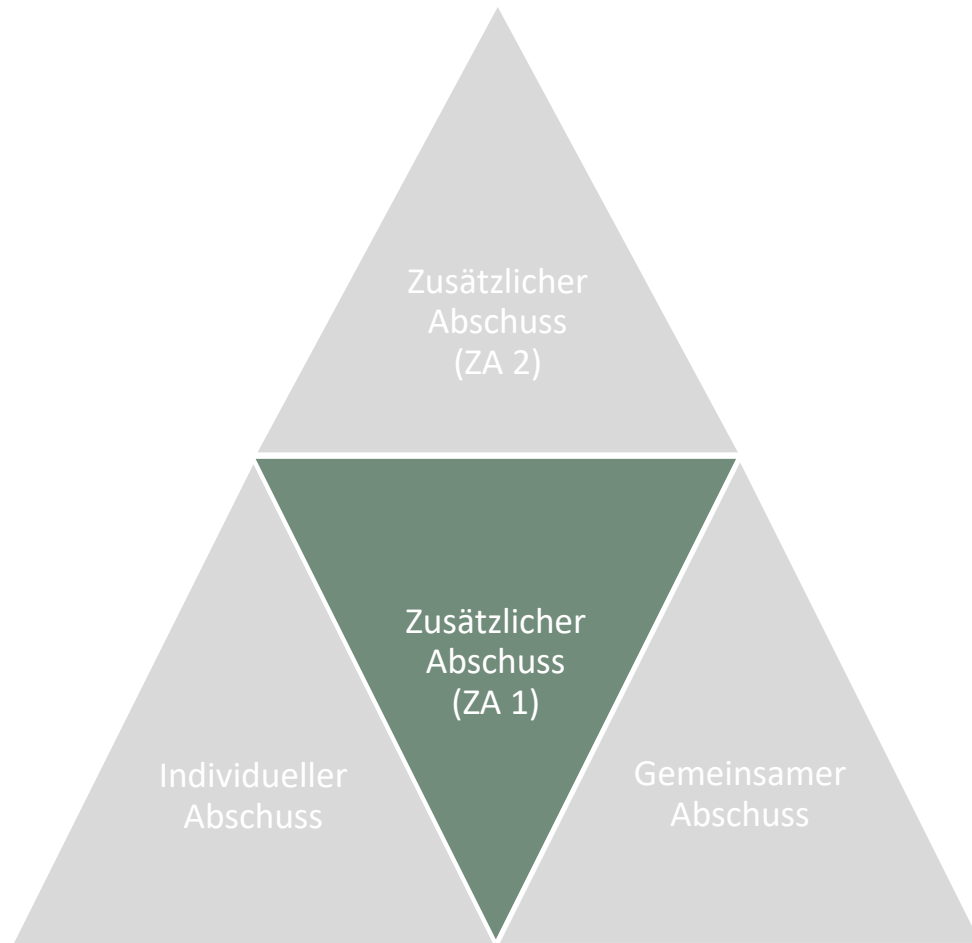 Zusätzlicher
Abschuss
(ZA 2)
Zusätzlicher
Abschuss
(ZA 1)
Individueller
Abschuss
Gemeinsamer
Abschuss